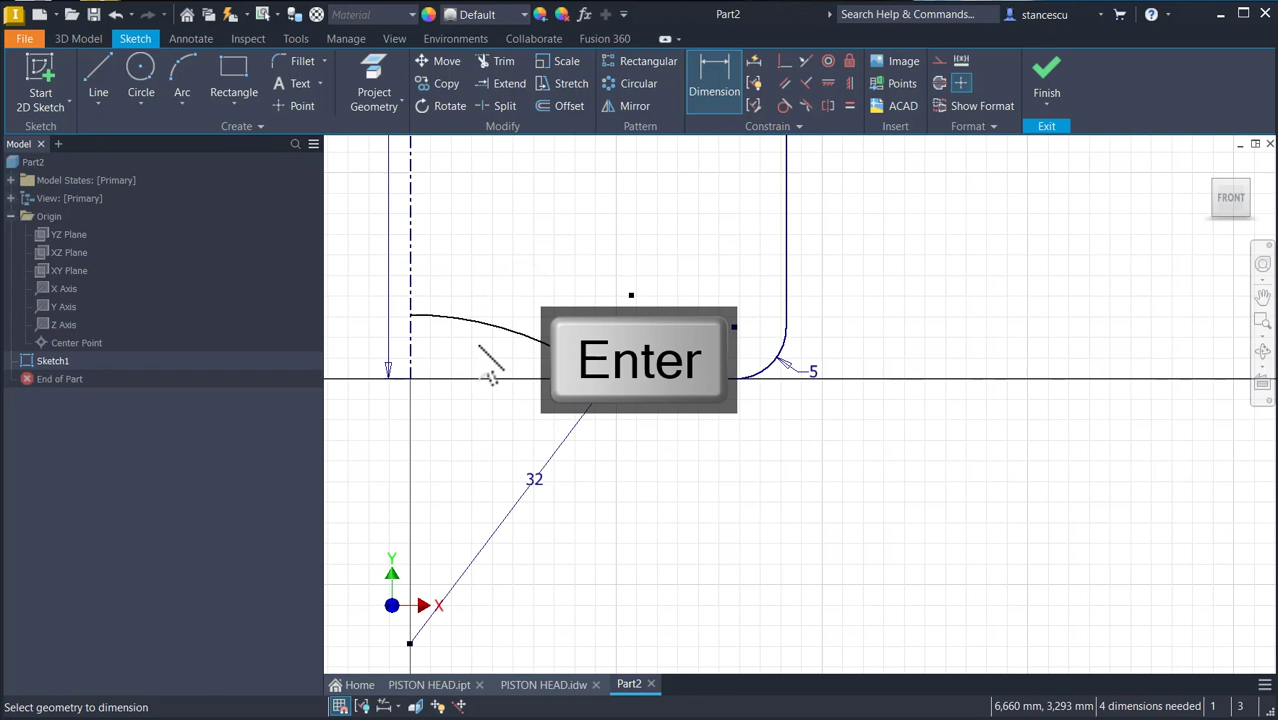 Material
Default
Part2
Search Help & Commands...
stancescu
File
3D Model
Sketch
Annotate
Inspect
Tools
Manage
View
Environments
Collaborate
Fusion 360
Start
2D Sketch
Line
Circle
Arc
Rectangle
Fillet
Text
Point
Project
Geometry
Move
Copy
Rotate
Trim
Extend
Split
Scale
Stretch
Offset
Rectangular
Circular
Mirror
Dimension
Image
Points
ACAD
Show Format
Finish
Sketch
Create
Modify
Pattern
Constrain
Insert
Format
Exit
Model
Part2
Model States: [Primary]
View: [Primary]
Origin
YZ Plane
XZ Plane
XY Plane
X Axis
Y Axis
Z Axis
Center Point
Sketch1
End of Part
FRONT
Enter
5
32
Y
X
Home
PISTON HEAD.ipt
PISTON HEAD.idw
Part2
Select geometry to dimension
6,660 mm, 3,293 mm
4 dimensions needed
1
3